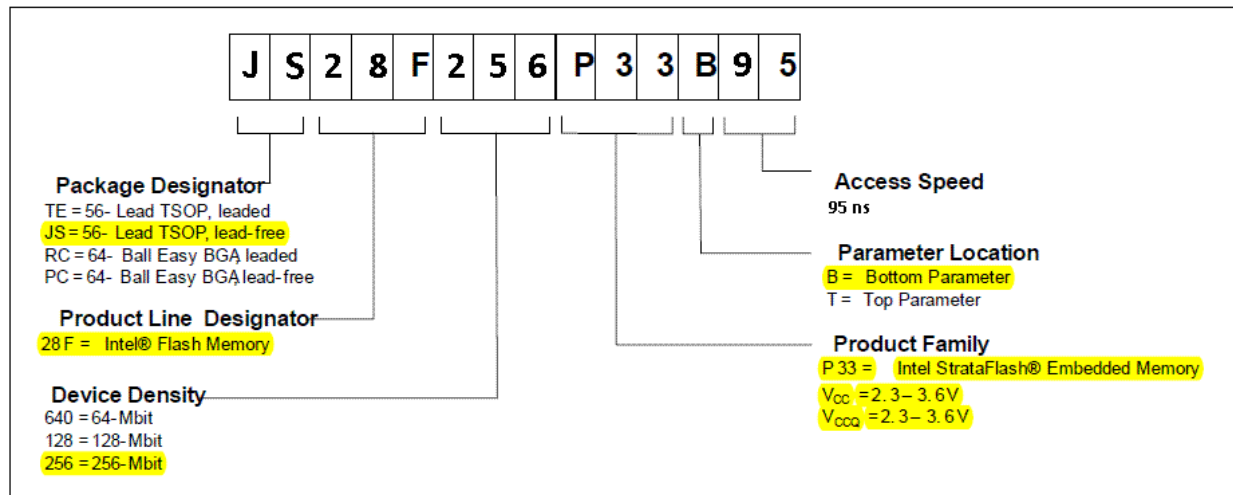 J S 2 8 F 2 5 6 P 3 3 B 9 5
Package Designator
TE = 56- Lead TSOP, leaded
JS = 56- Lead TSOP, lead-free
RC = 64- Ball Easy BGA, leaded
PC = 64- Ball Easy BGA, lead-free
Product Line Designator
28F = Intel® Flash Memory
Device Density
640 = 64-Mbit
128 = 128-Mbit
256 = 256-Mbit
Access Speed
95 ns
Parameter Location
B = Bottom Parameter
T = Top Parameter
Product Family
P33 = Intel StrataFlash® Embedded Memory
VCC = 2.3 – 3.6V
VCCQ = 2.3 – 3.6V